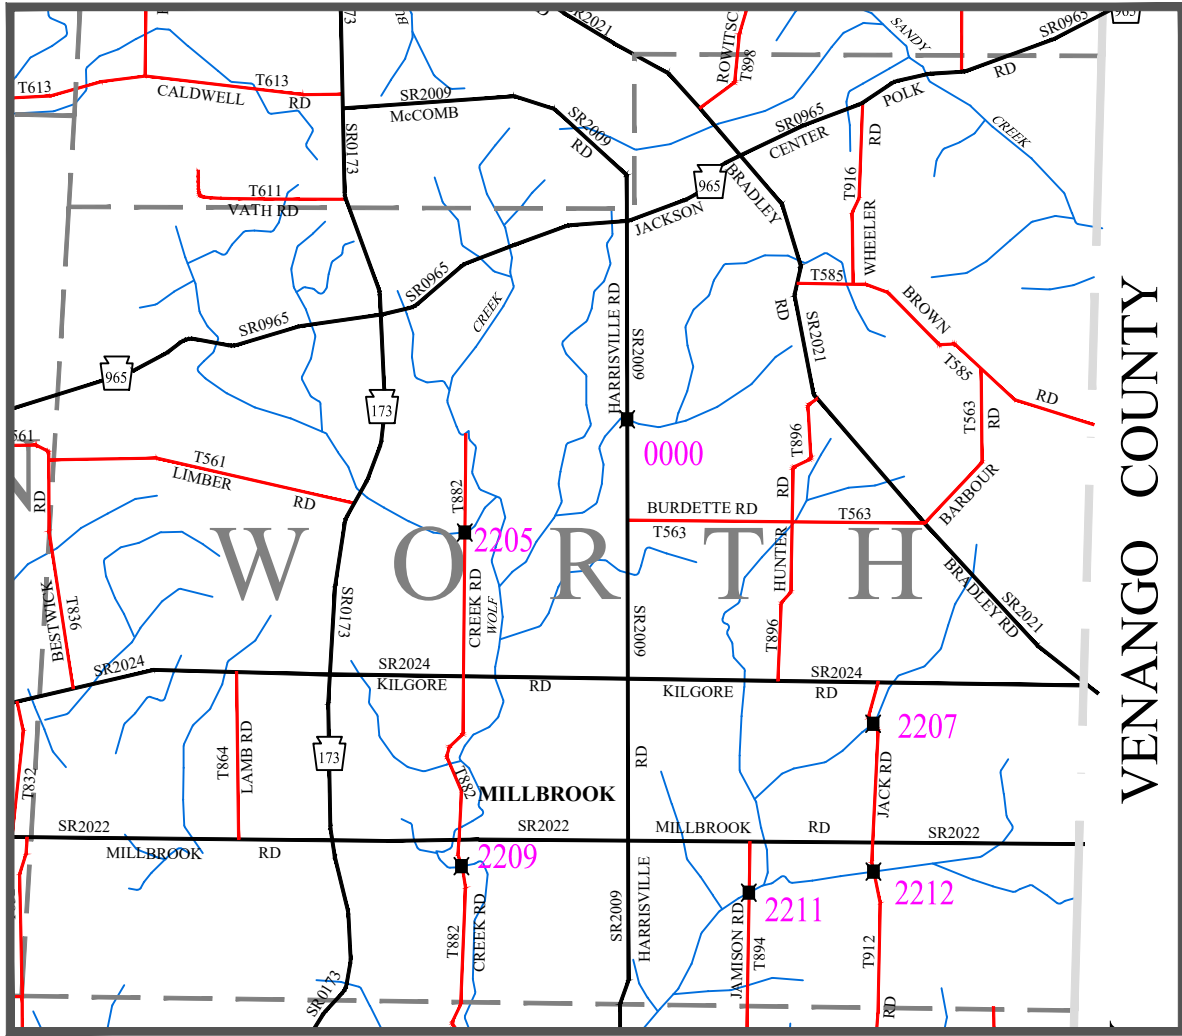 SR2021
965
SR0965
RD
SANDY
ROWITSC
T898
T613
T613
CALDWELL
RD
SR2009
McCOMB
SR2009
RD
POLK
SR0965
CENTER
RD
CREEK
SR0173
T611
VATH RD
965
BRADLEY
JACKSON
T916
WHEELER
T585
BROWN
SR0965
CREEK
SR0965
HARRISVILLE RD
SR2009
RD
SR2021
T585
RD
T563
RD
965
173
VENANGO COUNTY
561
T561
LIMBER
RD
RD
T882
0000
T896
RD
BARBOUR
BURDETTE RD
T563
T563
2205
W O R T H
HUNTER
BESTWICK
T836
SR0173
CREEK RD
WOLF
SR2009
T896
BRADLEY RD
SR2021
SR2024
SR2024
KILGORE
RD
KILGORE
SR2024
RD
2207
T832
T864
LAMB RD
173
T882
MILLBROOK
RD
JACK RD
SR2022
MILLBROOK
RD
SR2022
MILLBROOK
RD
SR2022
2209
2212
2211
T882
CREEK RD
SR2009
HARRISVILLE
JAMISON RD
T894
T912
RD
SR0173